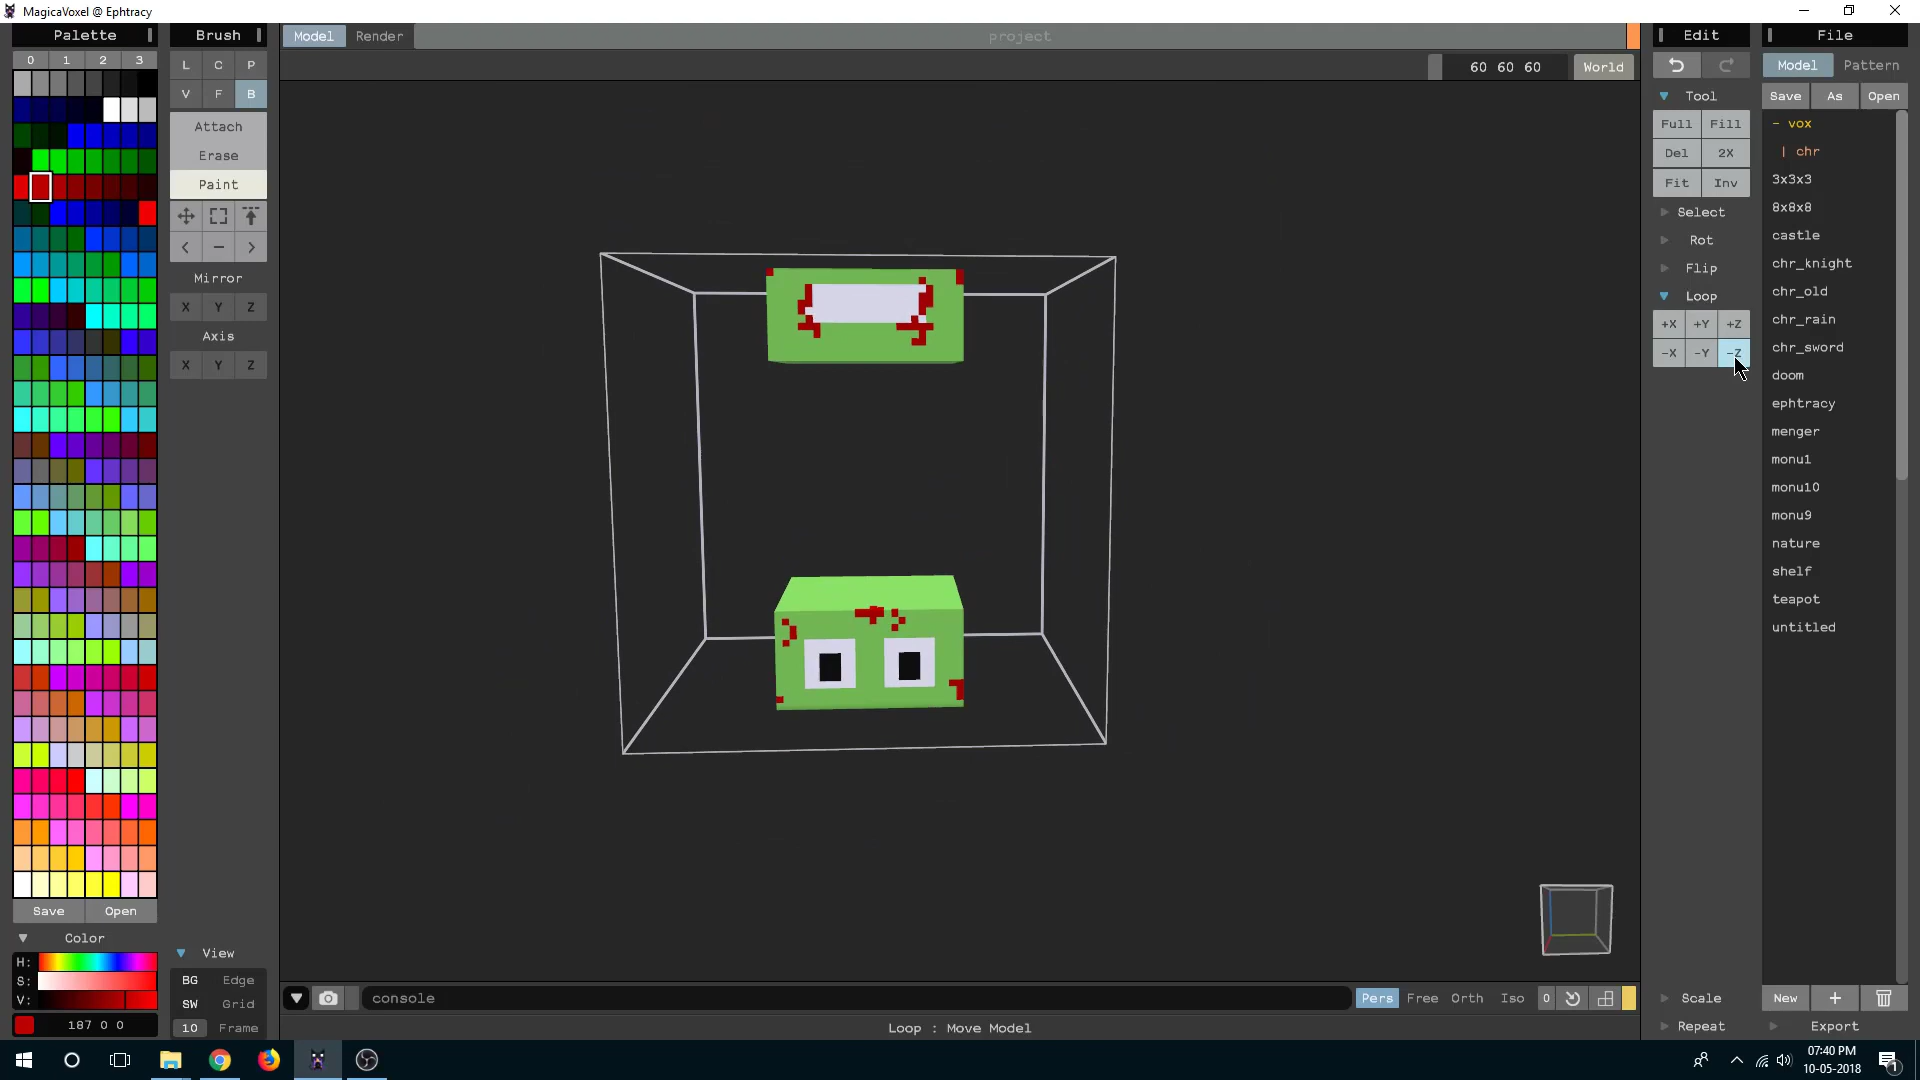 MagicaVoxel @ Ephtracy
Palette
Brush
Model
Render
project
Edit
File
0 1 2 3
L C P
V F B
60 60 60
World
Model
Pattern
Tool
Save
As
Open
Attach
Erase
Paint
Full
Fill
Del
2X
Fit
Inv
Select
Rot
Flip
Loop
+X +Y +Z
-X -Y -Z
- vox
| chr
3x3x3
8x8x8
castle
chr_knight
chr_old
chr_rain
chr_sword
doom
ephtracy
menger
monu1
monu10
monu9
nature
shelf
teapot
untitled
< - >
Mirror
X Y Z
Axis
X Y Z
Save
Open
Color
H:
S:
V:
187 0 0
View
BG
Edge
SW
Grid
10
Frame
console
Pers
Free
Orth
Iso
0
Loop : Move Model
Scale
Repeat
New
+
Export
07:40 PM
10-05-2018
1